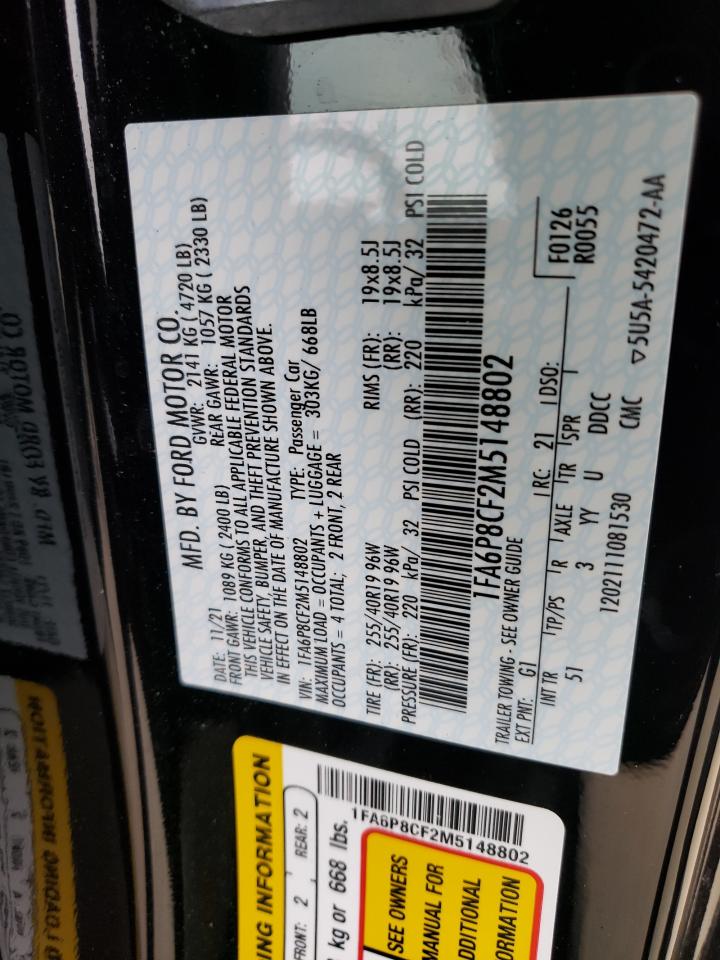 MFD. BY FORD MOTOR CO.
DATE: 11/21 GVWR: 2141 KG ( 4720 LB)
FRONT GAWR: 1089 KG ( 2400 LB) REAR GAWR: 1057 KG ( 2330 LB)
THIS VEHICLE CONFORMS TO ALL APPLICABLE FEDERAL MOTOR
VEHICLE SAFETY, BUMPER, AND THEFT PREVENTION STANDARDS
IN EFFECT ON THE DATE OF MANUFACTURE SHOWN ABOVE.
VIN: 1FA6P8CF2M5148802 TYPE: Passenger Car
MAXIMUM LOAD = OCCUPANTS + LUGGAGE = 303KG/ 668LB
OCCUPANTS = 4 TOTAL; 2 FRONT, 2 REAR
TIRE (FR): 255/40R19 96W RIMS (FR): 19x8.5J
(RR): 255/40R19 96W (RR): 19x8.5J
PRESSURE (FR): 220 kPa/ 32 PSI COLD (RR): 220 kPa/ 32 PSI COLD
1FA6P8CF2M5148802
TRAILER TOWING - SEE OWNER GUIDE
EXT PNT: G1 RC: 21 DSO: F0126
R0055
INT TR TP/PS R AXLE TR SPR
51 3 YY U DDCC
1202111081530 CMC ▽5U5A-5420472-AA
ING INFORMATION
FRONT: 2 REAR: 2
kg or 668 lbs.
1FA6P8CF2M5148802
SEE OWNERS
MANUAL FOR
ADDITIONAL